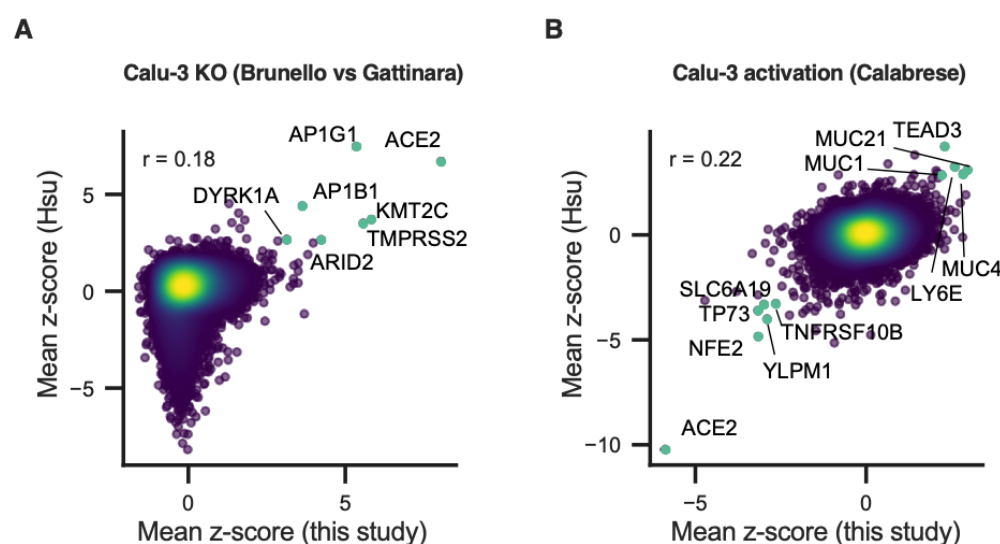 A
Calu-3 KO (Brunello vs Gattinara)
r = 0.18
AP1G1
ACE2
DYRK1A
AP1B1
KMT2C
TMPRSS2
ARID2
5
0
−5
Mean z-score (Hsu)
0
5
Mean z-score (this study)
B
Calu-3 activation (Calabrese)
r = 0.22
MUC21
TEAD3
MUC1
MUC4
LY6E
SLC6A19
TP73
TNFRSF10B
NFE2
YLPM1
ACE2
0
−5
−10
Mean z-score (Hsu)
−5
0
Mean z-score (this study)